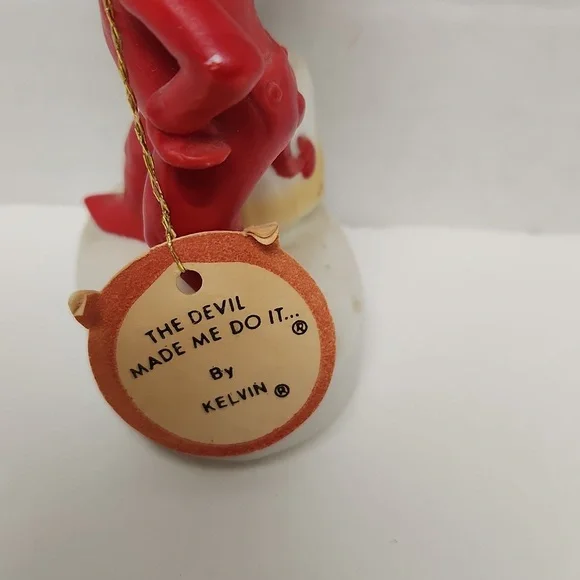 THE DEVIL
MADE ME DO IT...®
By
KELVIN ®